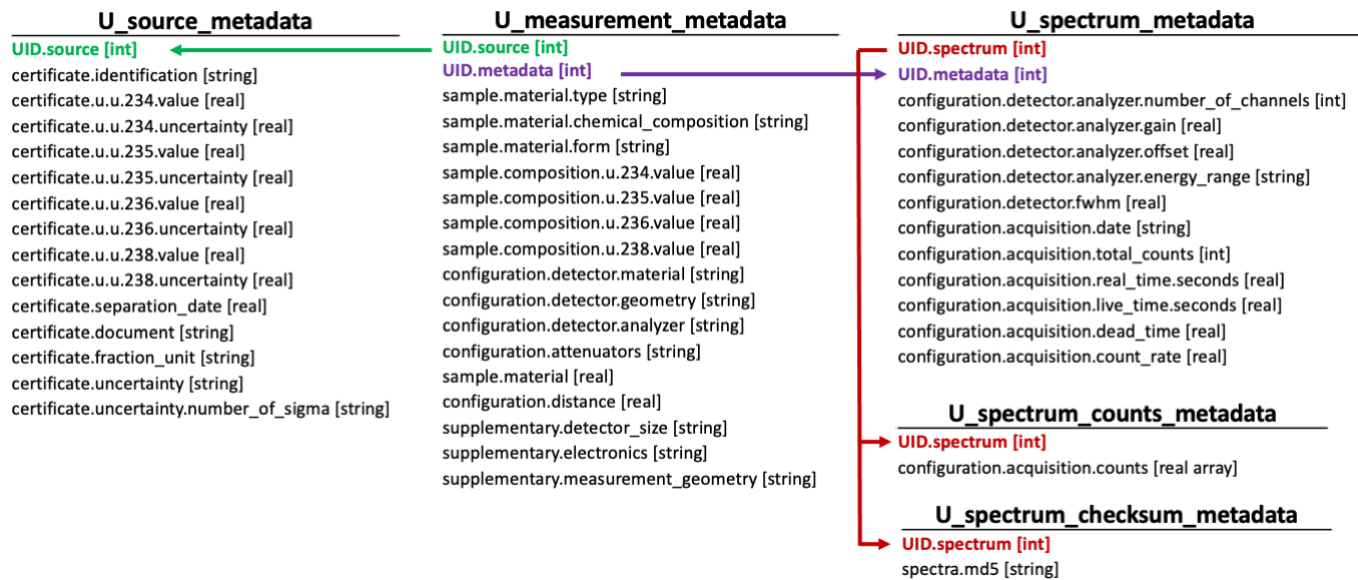 U_source_metadata
UID.source [int]
certificate.identification [string]
certificate.u.u.234.value [real]
certificate.u.u.234.uncertainty [real]
certificate.u.u.235.value [real]
certificate.u.u.235.uncertainty [real]
certificate.u.u.236.value [real]
certificate.u.u.236.uncertainty [real]
certificate.u.u.238.value [real]
certificate.u.u.238.uncertainty [real]
certificate.separation_date [real]
certificate.document [string]
certificate.fraction_unit [string]
certificate.uncertainty [string]
certificate.uncertainty.number_of_sigma [string]
U_measurement_metadata
UID.source [int]
UID.metadata [int]
sample.material.type [string]
sample.material.chemical_composition [string]
sample.material.form [string]
sample.composition.u.234.value [real]
sample.composition.u.235.value [real]
sample.composition.u.236.value [real]
sample.composition.u.238.value [real]
configuration.detector.material [string]
configuration.detector.geometry [string]
configuration.detector.analyzer [string]
configuration.attenuators [string]
sample.material [real]
configuration.distance [real]
supplementary.detector_size [string]
supplementary.electronics [string]
supplementary.measurement_geometry [string]
U_spectrum_metadata
UID.spectrum [int]
UID.metadata [int]
configuration.detector.analyzer.number_of_channels [int]
configuration.detector.analyzer.gain [real]
configuration.detector.analyzer.offset [real]
configuration.detector.analyzer.energy_range [string]
configuration.detector.fwhm [real]
configuration.acquisition.date [string]
configuration.acquisition.total_counts [int]
configuration.acquisition.real_time.seconds [real]
configuration.acquisition.live_time.seconds [real]
configuration.acquisition.dead_time [real]
configuration.acquisition.count_rate [real]
U_spectrum_counts_metadata
UID.spectrum [int]
configuration.acquisition.counts [real array]
U_spectrum_checksum_metadata
UID.spectrum [int]
spectra.md5 [string]